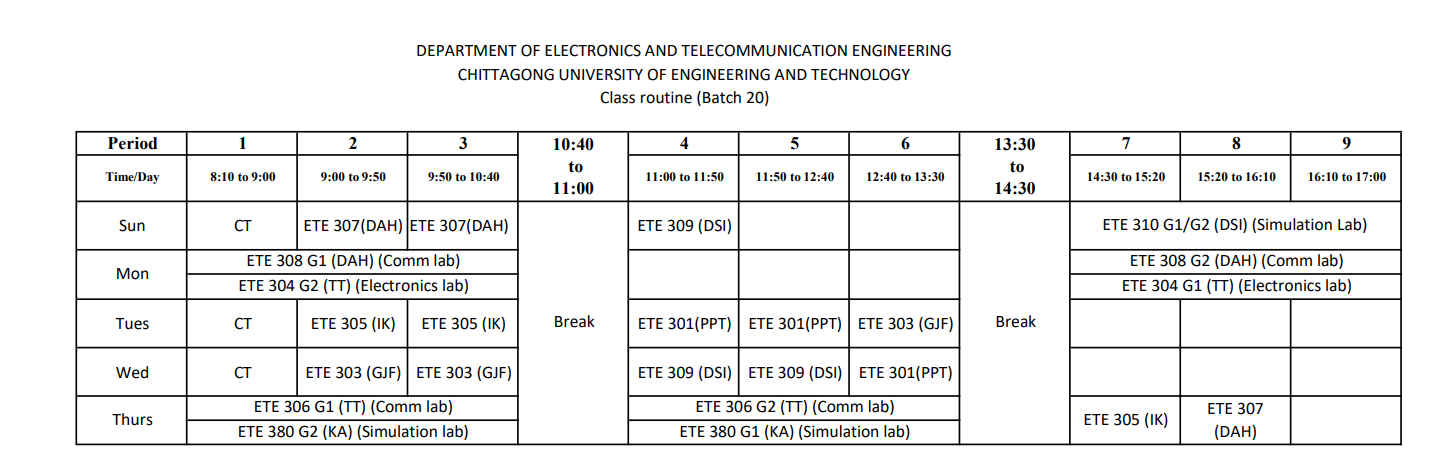 DEPARTMENT OF ELECTRONICS AND TELECOMMUNICATION ENGINEERING
CHITTAGONG UNIVERSITY OF ENGINEERING AND TECHNOLOGY
Class routine (Batch 20)
Period 1 2 3 10:40 to 11:00 4 5 6 13:30 to 14:30 7 8 9
Time/Day 8:10 to 9:00 9:00 to 9:50 9:50 to 10:40 11:00 to 11:50 11:50 to 12:40 12:40 to 13:30 14:30 to 15:20 15:20 to 16:10 16:10 to 17:00
Sun CT ETE 307(DAH) ETE 307(DAH) ETE 309 (DSI) ETE 310 G1/G2 (DSI) (Simulation Lab)
Mon
ETE 308 G1 (DAH) (Comm lab) ETE 308 G2 (DAH) (Comm lab)
ETE 304 G2 (TT) (Electronics lab) ETE 304 G1 (TT) (Electronics lab)
Tues CT ETE 305 (IK) ETE 305 (IK) Break ETE 301(PPT) ETE 301(PPT) ETE 303 (GJF) Break
Wed CT ETE 303 (GJF) ETE 303 (GJF) ETE 309 (DSI) ETE 309 (DSI) ETE 301(PPT)
Thurs
ETE 306 G1 (TT) (Comm lab) ETE 306 G2 (TT) (Comm lab)
ETE 380 G2 (KA) (Simulation lab) ETE 380 G1 (KA) (Simulation lab)
ETE 305 (IK) ETE 307 (DAH)